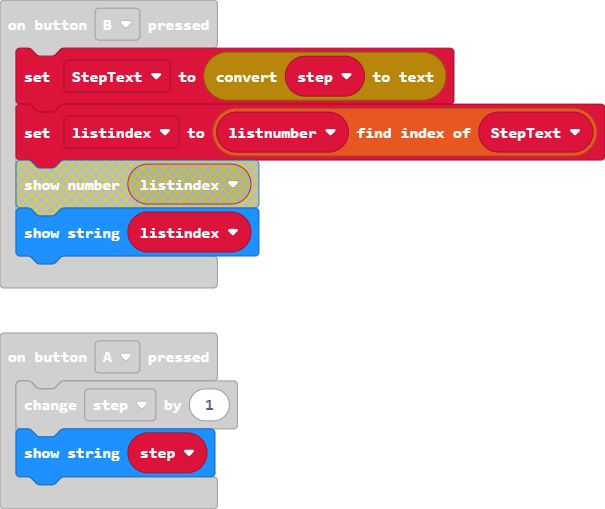 on button B pressed
set StepText to convert step to text
set listindex to listnumber find index of StepText
show number listindex
show string listindex
on button A pressed
change step by 1
show string step